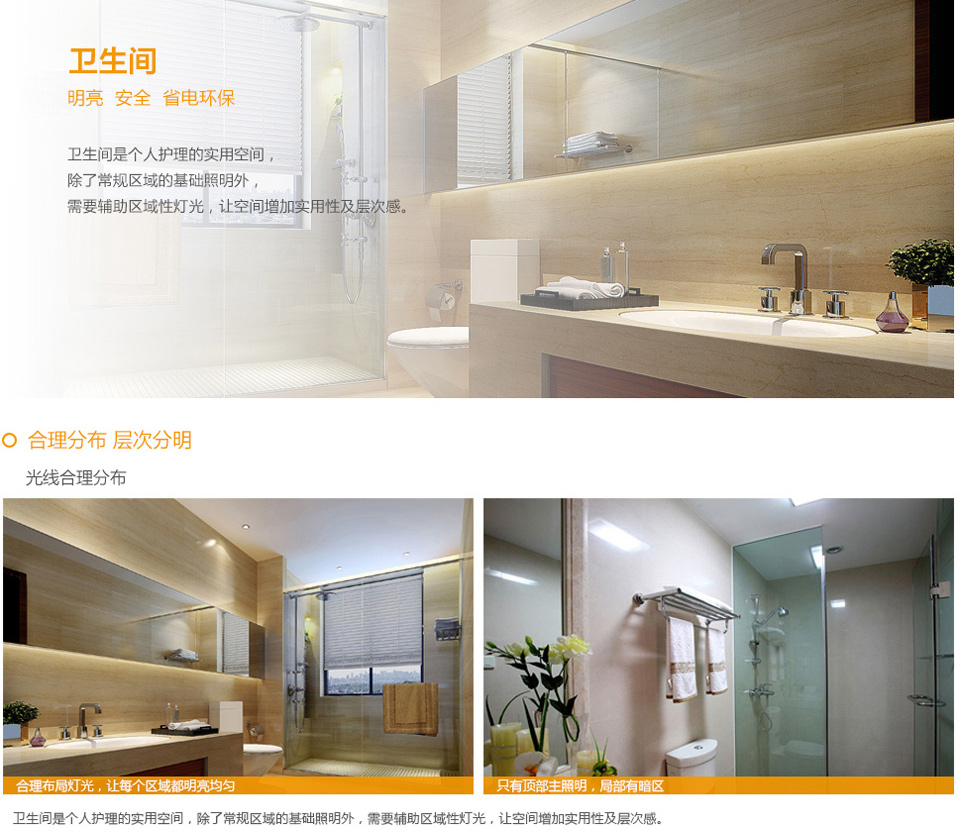 卫生间
明亮 安全 省电环保
卫生间是个人护理的实用空间，
除了常规区域的基础照明外，
需要辅助区域性灯光，让空间增加实用性及层次感。
合理分布 层次分明
光线合理分布
合理布局灯光，让每个区域都明亮均匀
只有顶部主照明，局部有暗区
卫生间是个人护理的实用空间，除了常规区域的基础照明外，需要辅助区域性灯光，让空间增加实用性及层次感。